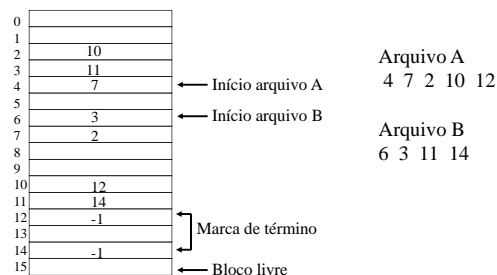 0
1
2 10
3 11
4 7 Início arquivo A
5
6 3 Início arquivo B
7 2
8
9
10 12
11 14
12 -1
13 Marca de término
14 -1
15 Bloco livre
Arquivo A
4 7 2 10 12
Arquivo B
6 3 11 14